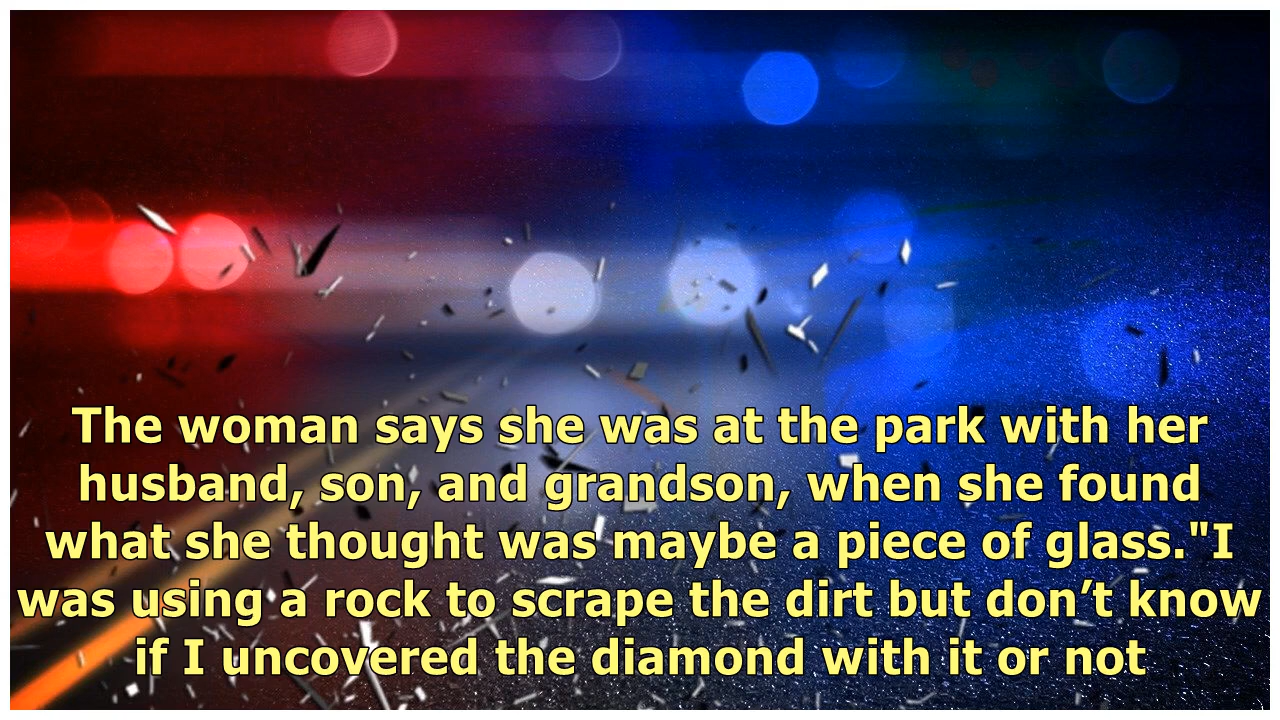 The woman says she was at the park with her
husband, son, and grandson, when she found
what she thought was maybe a piece of glass."I
was using a rock to scrape the dirt but don’t know
if I uncovered the diamond with it or not